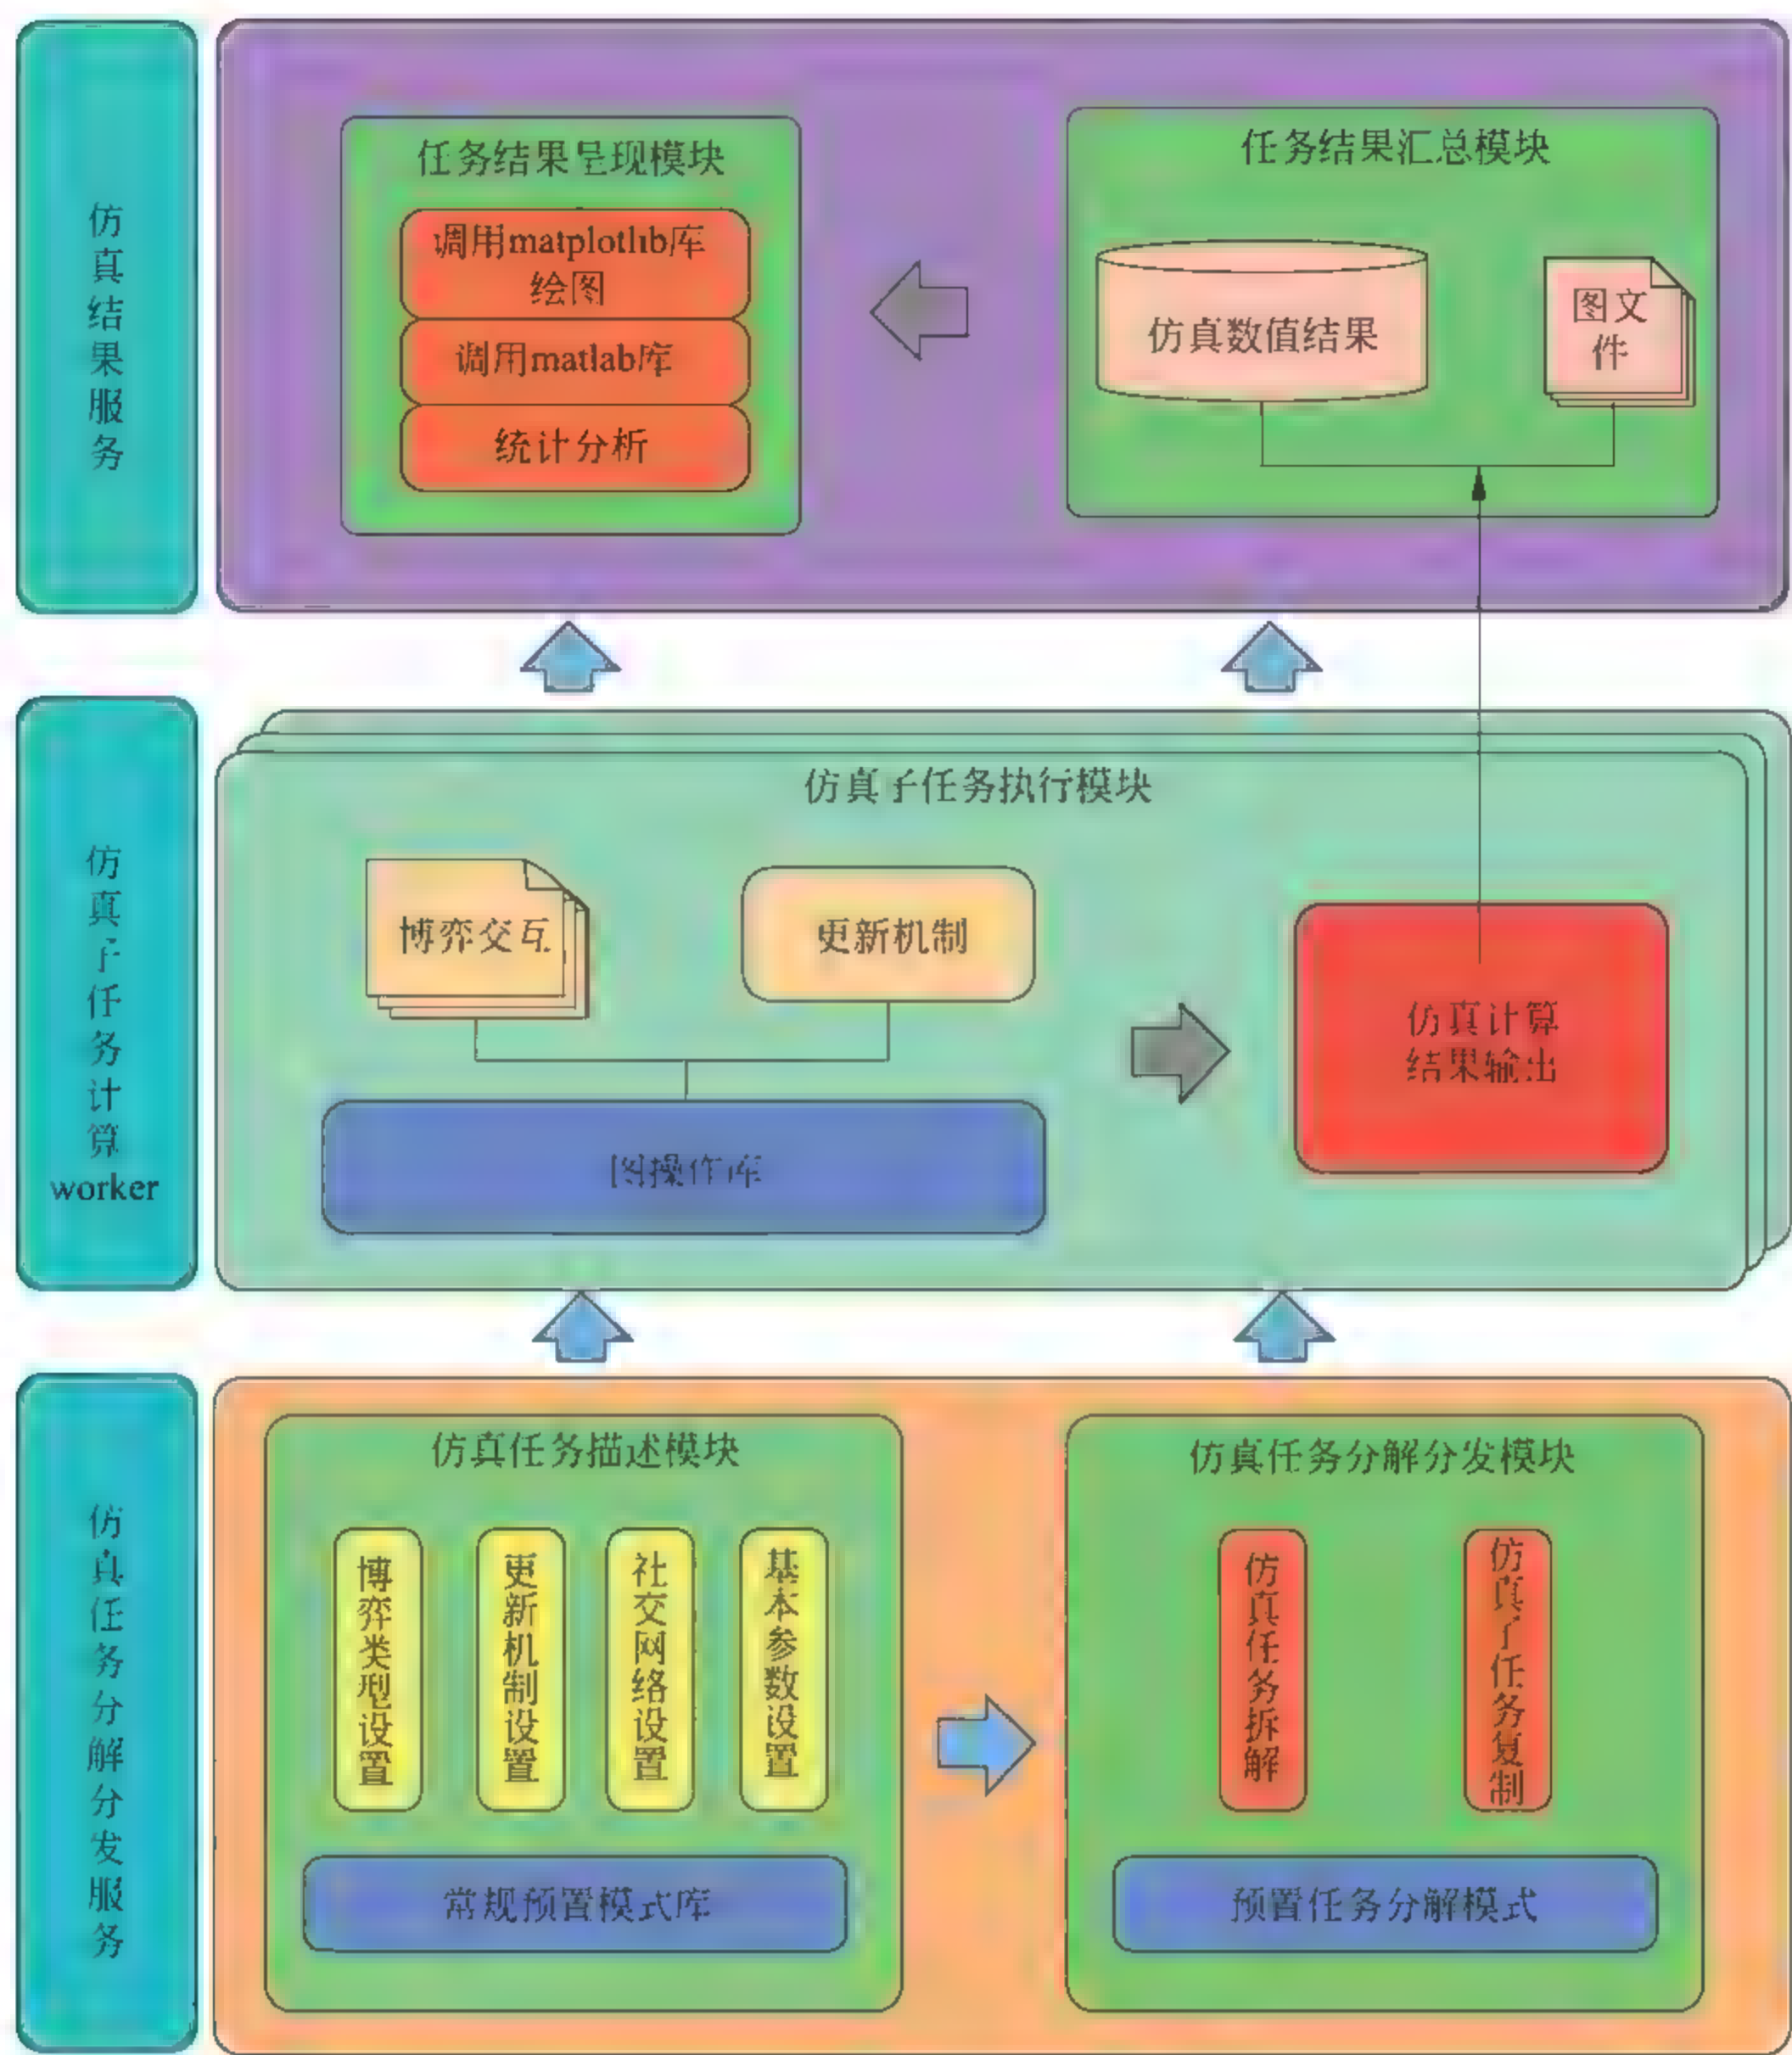 仿真结果服务
任务结果呈现模块
调用matplotlib库
绘图
调用matlab库
统计分析
任务结果汇总模块
仿真数值结果
图文
件
仿真子任务计算
worker
仿真子任务执行模块
博弈交互
更新机制
图操作库
仿真计算
结果输出
仿真任务分解分发服务
仿真任务描述模块
博弈类型设置
更新机制设置
社交网络设置
基本参数设置
常规预置模式库
仿真任务分解分发模块
仿真任务拆解
仿真子任务复制
预置任务分解模式